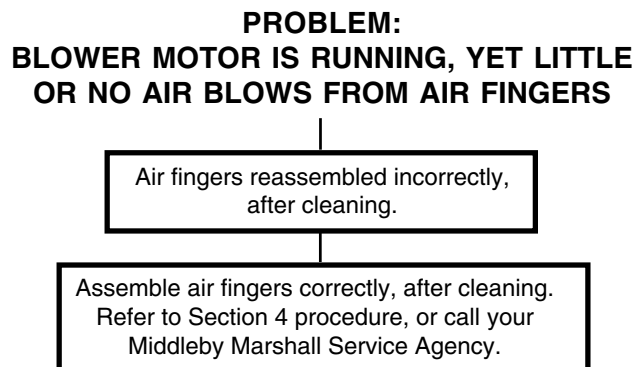 PROBLEM:
BLOWER MOTOR IS RUNNING, YET LITTLE
OR NO AIR BLOWS FROM AIR FINGERS
Air fingers reassembled incorrectly,
after cleaning.
Assemble air fingers correctly, after cleaning.
Refer to Section 4 procedure, or call your
Middleby Marshall Service Agency.